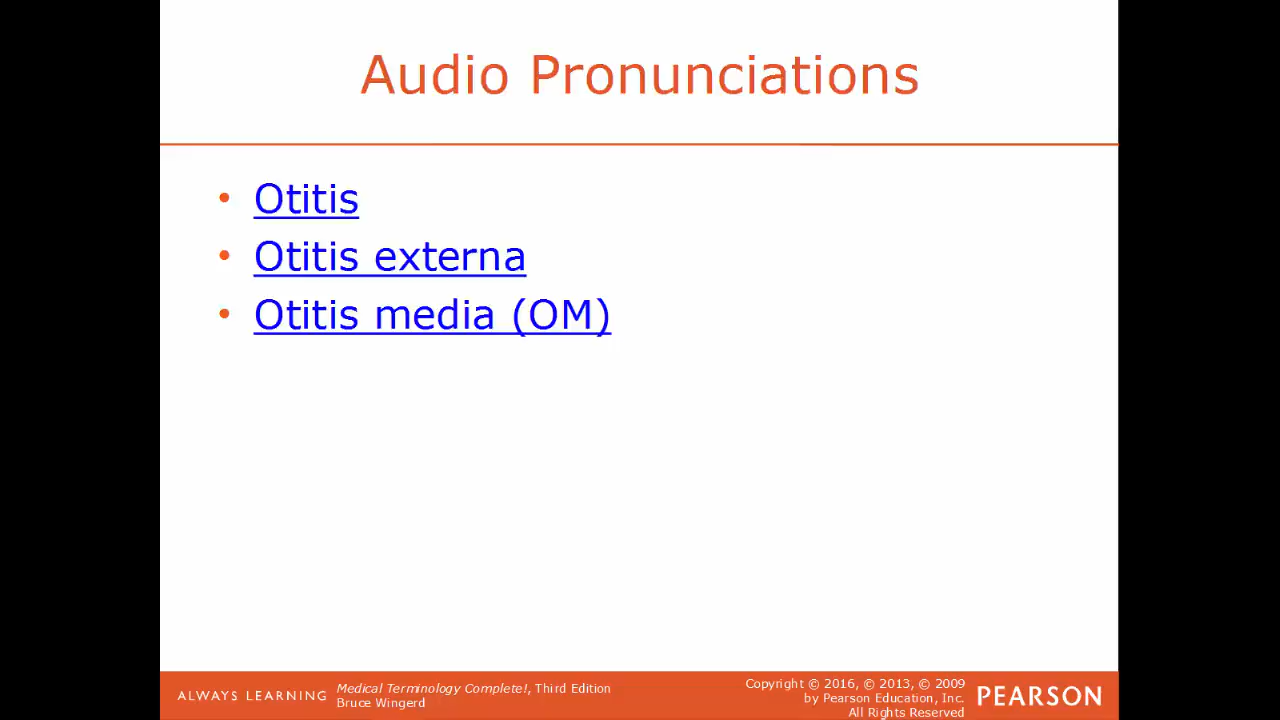 Audio Pronunciations
• Otitis
• Otitis externa
• Otitis media (OM)
ALWAYS LEARNING
Medical Terminology Complete!, Third Edition
Bruce Wingerd
Copyright © 2016, © 2013, © 2009
by Pearson Education, Inc.
All Rights Reserved
PEARSON